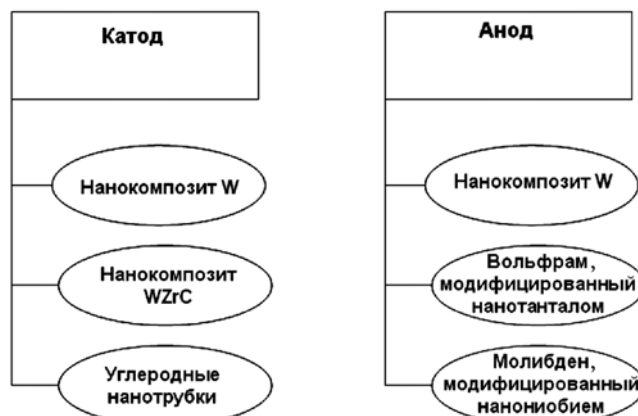 Катод
Нанокомпозит W
Нанокомпозит
WZrC
Углеродные
нанотрубки
Анод
Нанокомпозит W
Вольфрам,
модифицированный
нанотанталом
Молибден,
модифицированный
нанониобием